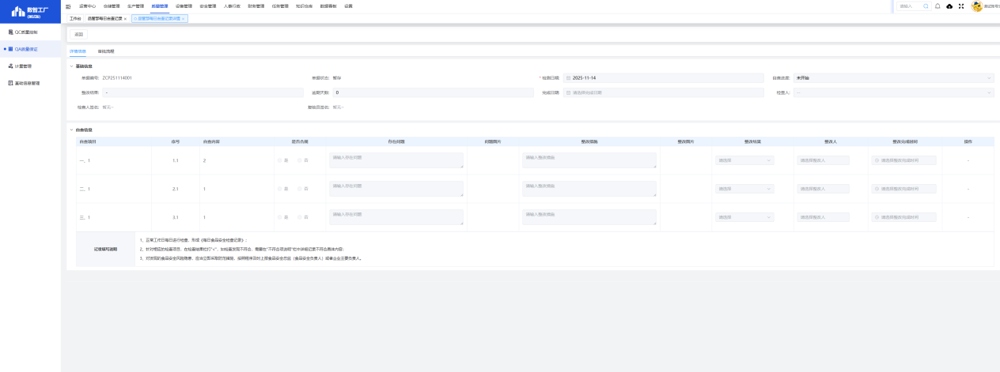 数智工厂
运营中心 仓储管理 生产管理 质量管理 设备管理 安全管理 人事行政 财务管理 任务管理 知识仓库 数据看板 设置
请输入
工作台 品管部每日自查记录 × 品管部每日自查记录详情 ×
QC质量控制
QA质量保证
计量管理
基础信息管理
返回
详情信息 审批流程
基础信息
单据编号: ZCP251114001 单据状态: 暂存 * 检测日期: 2025-11-14 自查进度: 未开始
整改结果: - 逾期天数: 0 完成日期: 请选择完成日期 检查人: --
检查人签名: 暂无~ 暂无~
自查信息
自查项目 序号 自查内容 是否合规 存在问题 问题图片 整改措施 整改图片 整改结果 整改人 整改完成时间 操作
一、1 1.1 2 是 否 请输入存在问题 请输入整改措施 请选择 请选择整改人 请选择整改完成时间 -
二、1 2.1 1 是 否 请输入存在问题 请输入整改措施 请选择 请选择整改人 请选择整改完成时间 -
三、1 3.1 1 是 否 请输入存在问题 请输入整改措施 请选择 请选择整改人 请选择整改完成时间 -
记录填写说明
1、正常工作日每日进行检查，形成《每日食品安全检查记录》；
2、针对相应的检查项目，在检查结果栏打"√"，如检查发现不符合，需要在"不符合项说明"栏中详细记录不符合具体内容；
3、对发现的食品安全风险隐患，应当立即采取防范措施，按照程序及时上报食品安全总监（食品安全负责人）或者企业主要负责人。